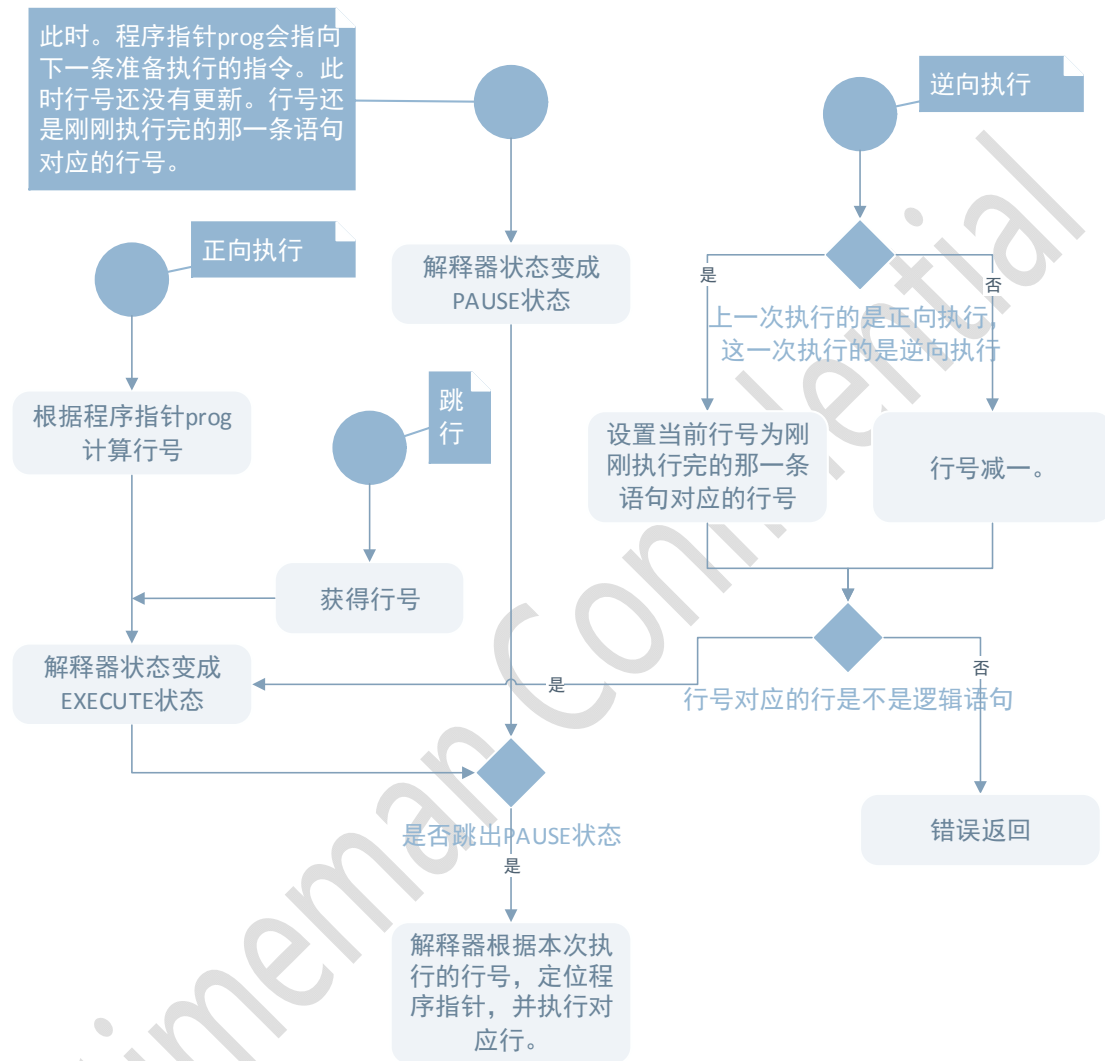 此时。程序指针prog会指向
下一条准备执行的指令。此
时行号还没有更新。行号还
是刚刚执行完的那一条语句
对应的行号。
逆向执行
正向执行
解释器状态变成
PAUSE状态
是
否
上一次执行的是正向执行,
这一次执行的是逆向执行
跳
行
根据程序指针prog
计算行号
设置当前行号为刚
刚执行完的那一条
语句对应的行号
行号减一。
获得行号
解释器状态变成
EXECUTE状态
是
否
行号对应的行是不是逻辑语句
是否跳出PAUSE状态
是
错误返回
解释器根据本次执
行的行号，定位程
序指针，并执行对
应行。
imeman Confidential